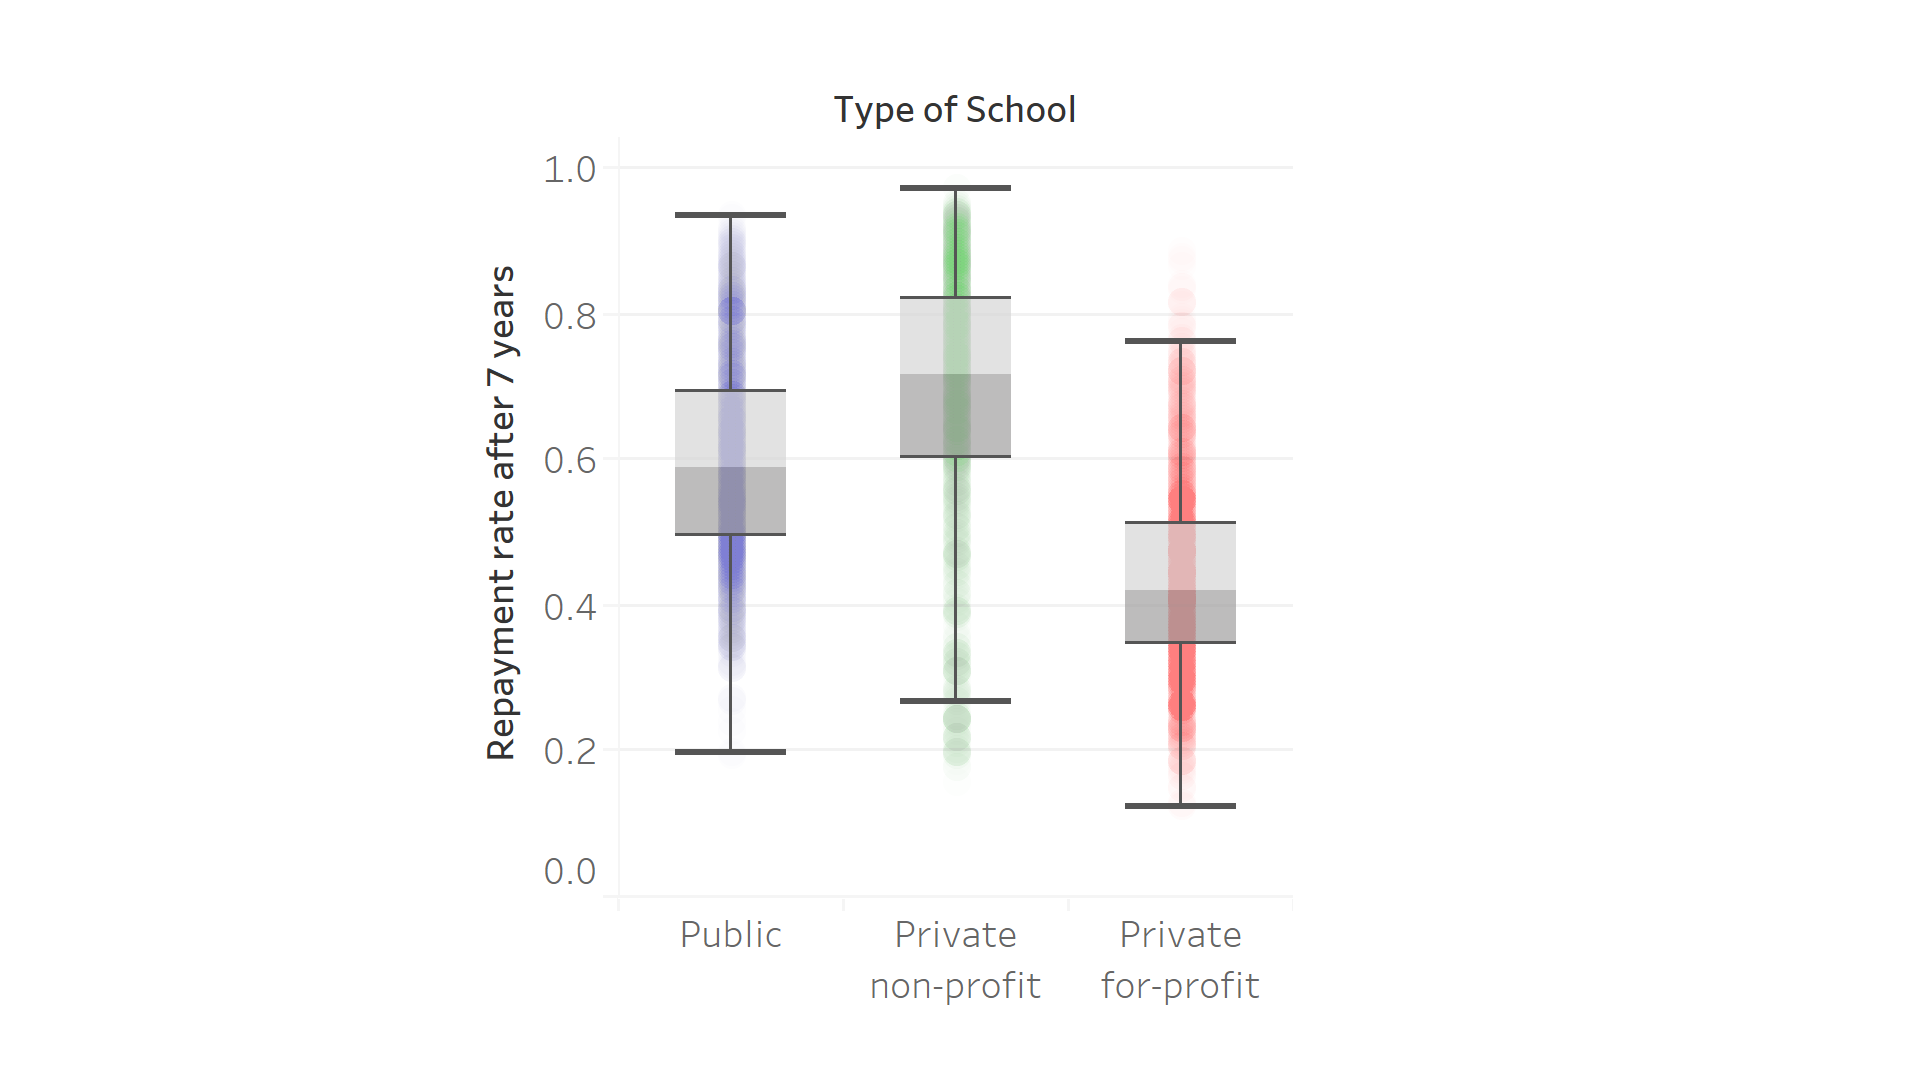 Type of School
Repayment rate after 7 years
1.0
0.8
0.6
0.4
0.2
0.0
Public
Private
non-profit
Private
for-profit